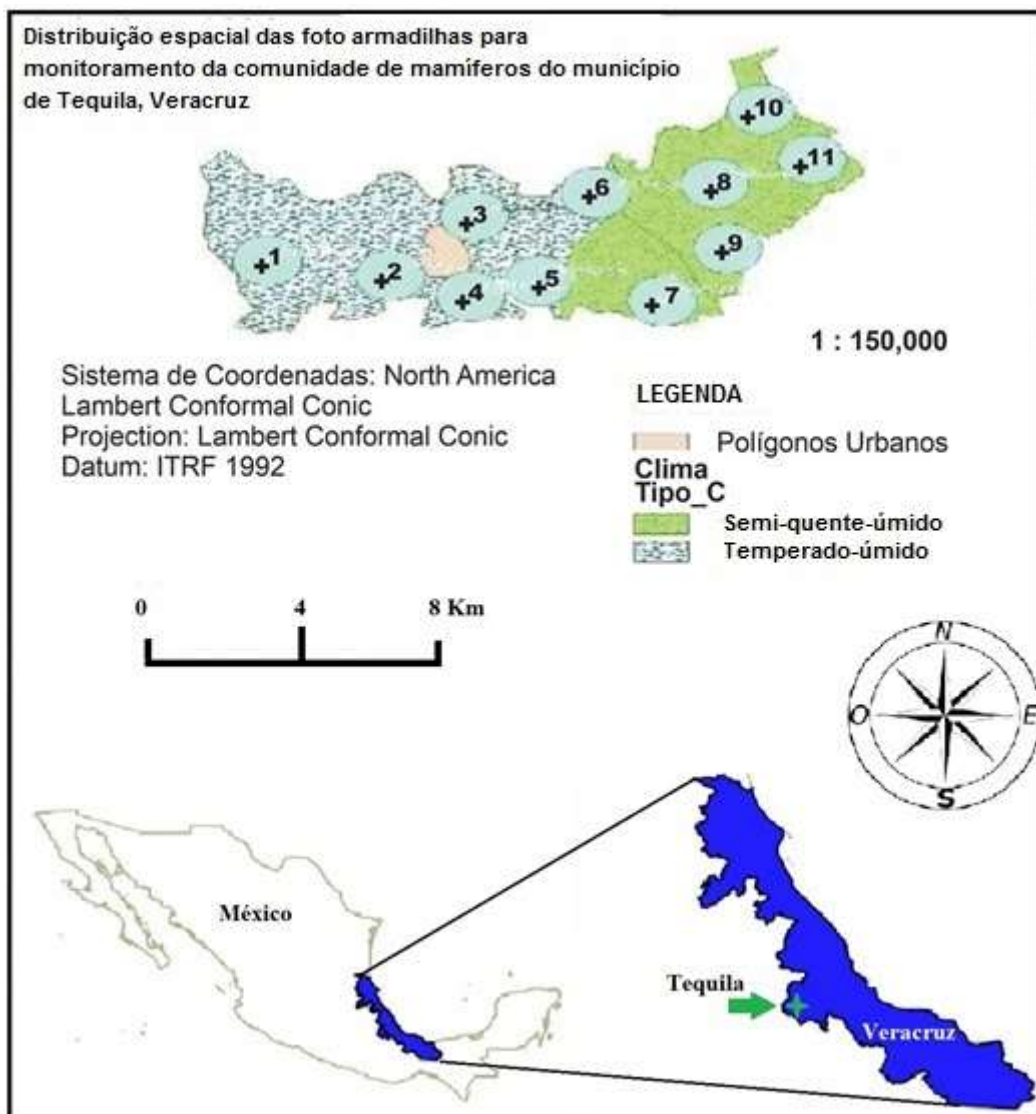 Distribuição espacial das foto armadilhas para
monitoramento da comunidade de mamíferos do município
de Tequila, Veracruz
10
11
6
8
3
9
1
2
5
4
7
1 : 150,000
Sistema de Coordenadas: North America
Lambert Conformal Conic
Projection: Lambert Conformal Conic
Datum: ITRF 1992
LEGENDA
Polígonos Urbanos
Clima
Tipo_C
Semi-quente-úmido
Temperado-úmido
0 4 8 Km
N
O E
S
México
Tequila
Veracruz